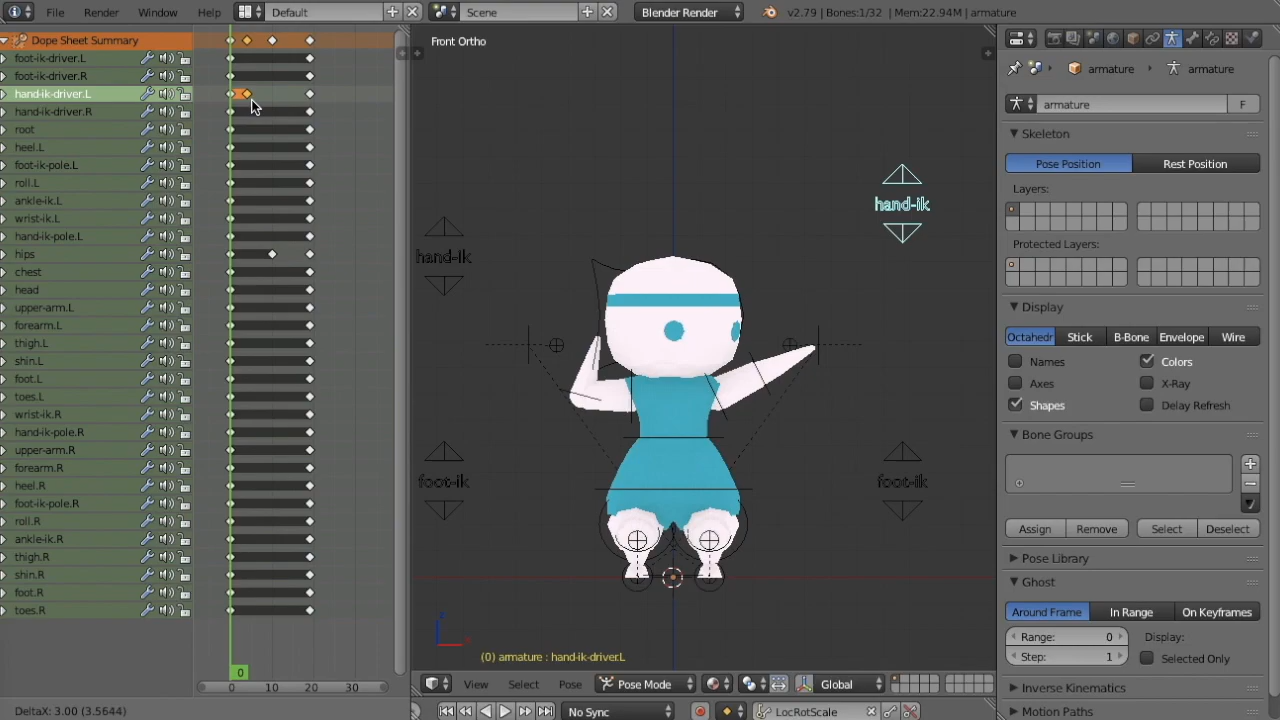 File Render Window Help Default Scene Blender Render v2.79 | Bones:1/32 | Mem:22.94M | armature
Dope Sheet Summary
foot-ik-driver.L
foot-ik-driver.R
hand-ik-driver.L
hand-ik-driver.R
root
heel.L
foot-ik-pole.L
roll.L
ankle-ik.L
wrist-ik.L
hand-ik-pole.L
hips
chest
head
upper-arm.L
forearm.L
thigh.L
shin.L
foot.L
toes.L
wrist-ik.R
hand-ik-pole.R
upper-arm.R
forearm.R
heel.R
foot-ik-pole.R
roll.R
ankle-ik.R
thigh.R
shin.R
foot.R
toes.R
0
0 10 20 30
DeltaX: 3.00 (3.5644)
Front Ortho
hand-ik
hand-ik
foot-ik
foot-ik
z
x
(0) armature : hand-ik-driver.L
View Select Pose Pose Mode Global
No Sync LocRotScale
armature armature
armature F
Skeleton
Pose Position Rest Position
Layers:
Protected Layers:
Display
Octahedr Stick B-Bone Envelope Wire
Names Colors
Axes X-Ray
Shapes Delay Refresh
Bone Groups
Assign Remove Select Deselect
Pose Library
Ghost
Around Frame In Range On Keyframes
Range: 0 Display:
Step: 1 Selected Only
Inverse Kinematics
Motion Paths